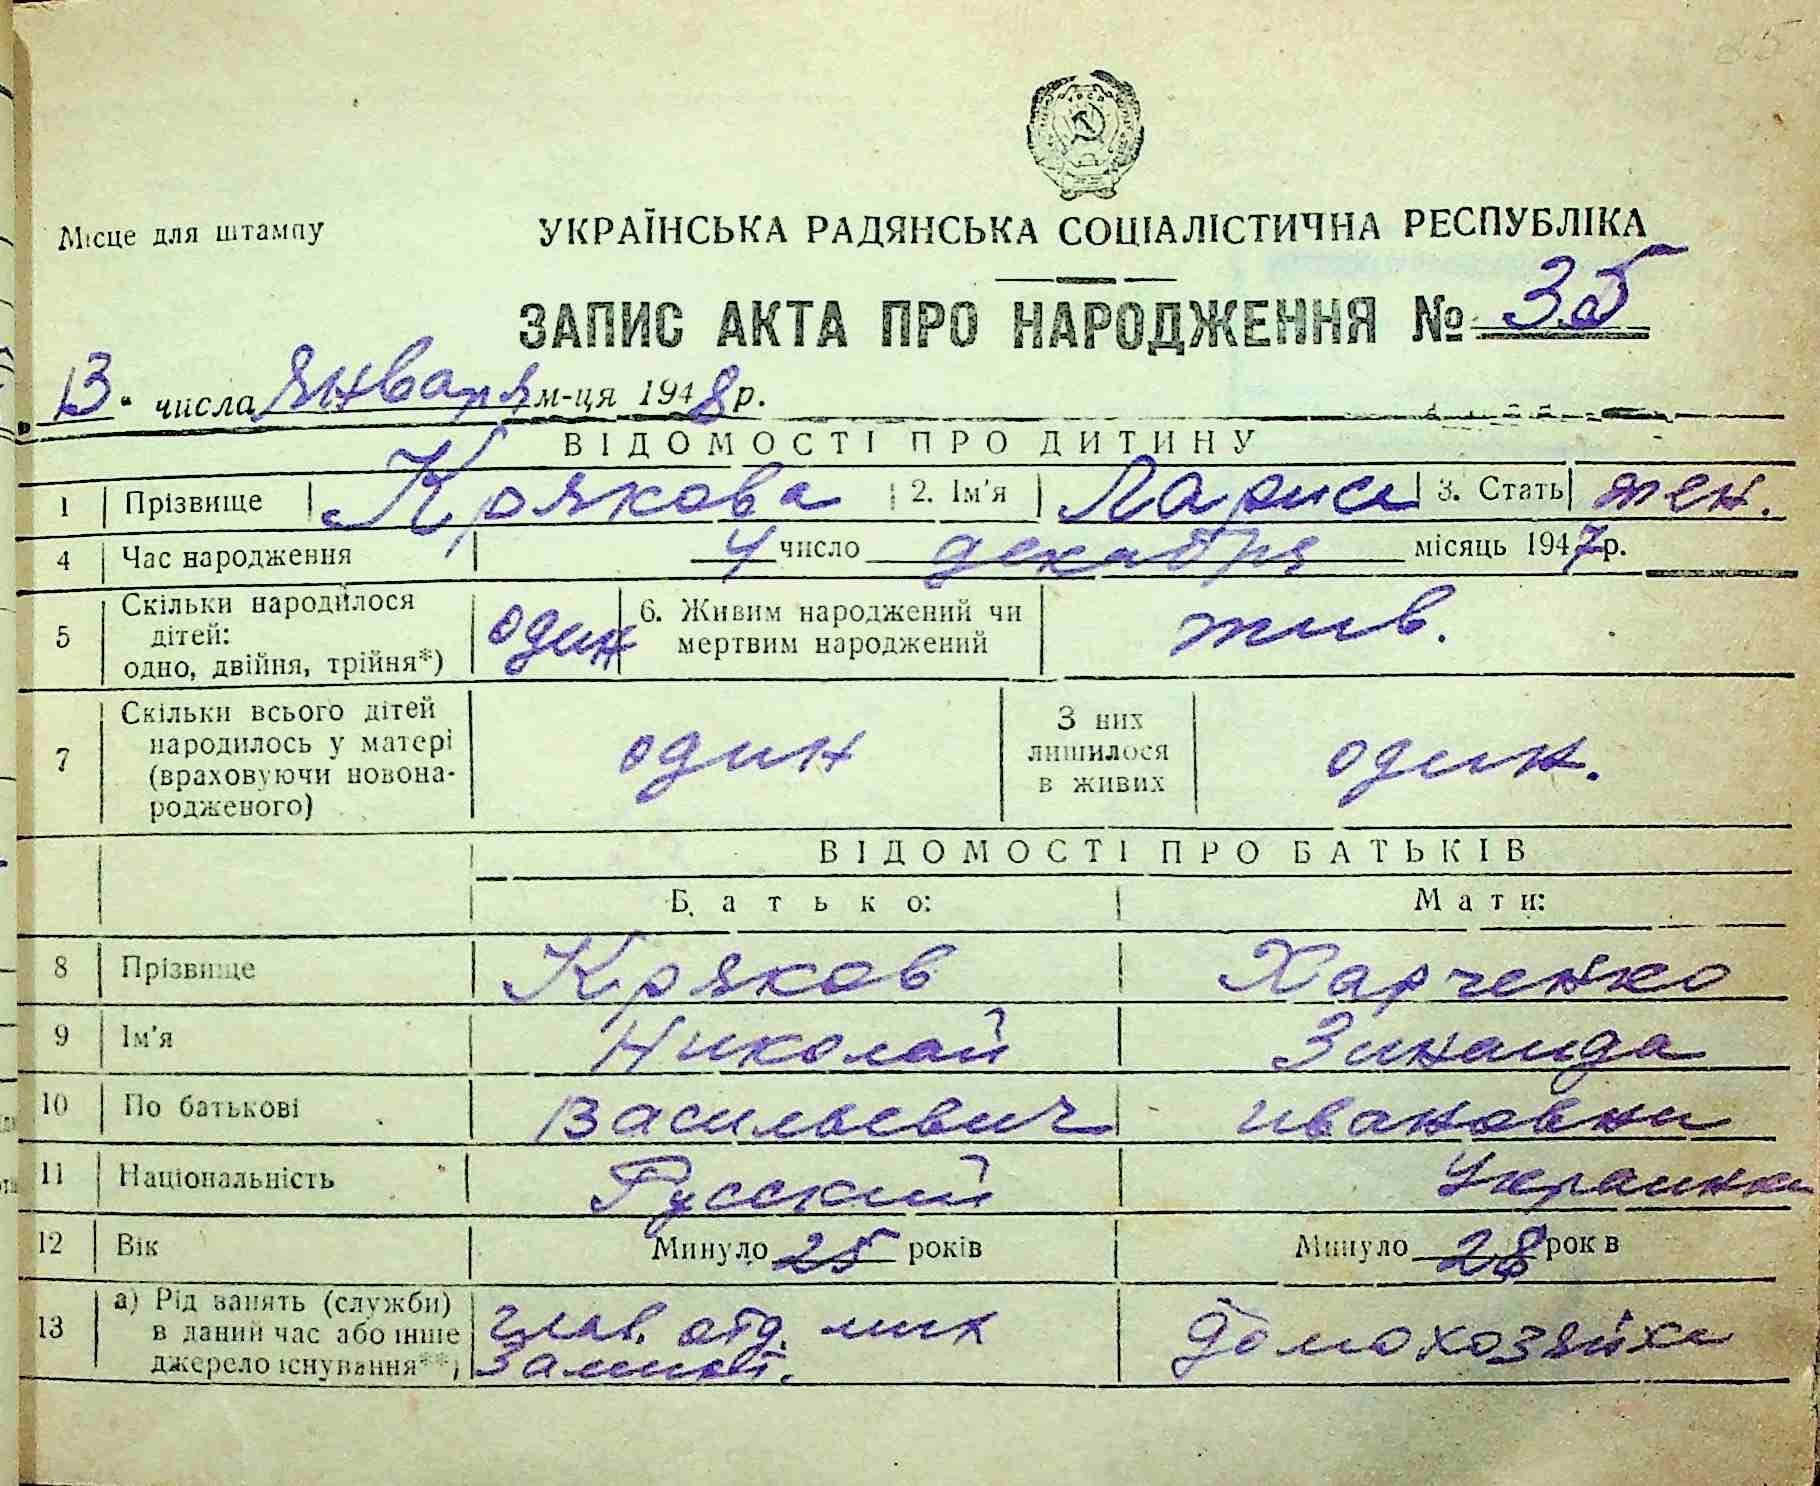 Місце для штампу
УКРАЇНСЬКА РАДЯНСЬКА СОЦІАЛІСТИЧНА РЕСПУБЛІКА
ЗАПИС АКТА ПРО НАРОДЖЕННЯ № 35
13 числа января м-ця 1948 р.
ВІДОМОСТІ ПРО ДИТИНУ
1 Прізвище Крякова 2. Ім'я Лариса 3. Стать жен.
4 Час народження 4 число декабря місяць 1947 р.
5 Скільки народилося дітей: одно, двійня, трійня*) один 6. Живим народжений чи мертвим народжений жив.
7 Скільки всього дітей народилось у матері (враховуючи новонародженого) один З них лишилося в живих один.
ВІДОМОСТІ ПРО БАТЬКІВ
Батько: Мати:
8 Прізвище Кряков Харченко
9 Ім'я Николай Зинаида
10 По батькові Васильевич Ивановна
11 Національність Русский Украинка
12 Вік Минуло 25 років Минуло 28 років
13 а) Рід занять (служби) в даний час або інше джерело існування**) глав. отд. домохозяйка